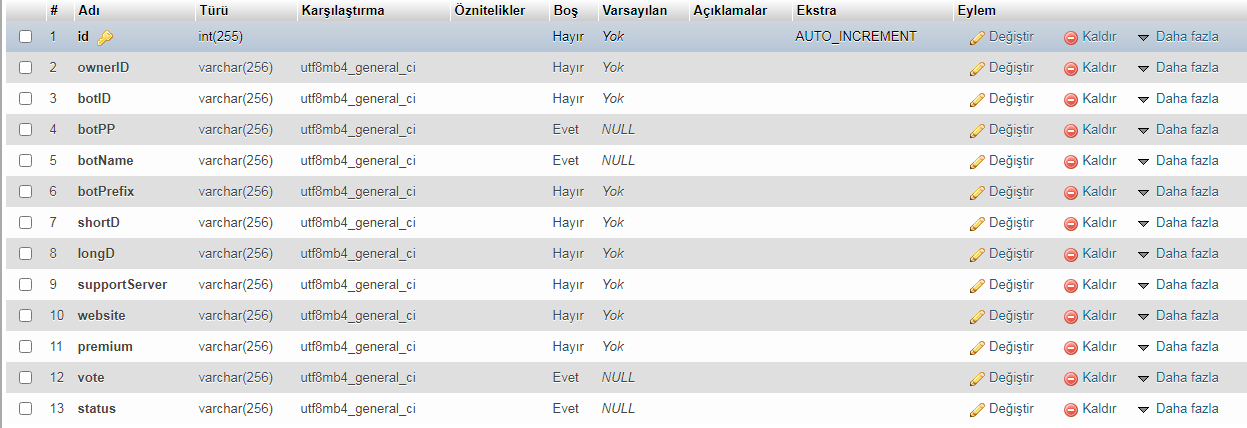 # Adı Türü Karşılaştırma Öznitelikler Boş Varsayılan Açıklamalar Ekstra Eylem
1 id int(255) Hayır Yok AUTO_INCREMENT Değiştir Kaldır Daha fazla
2 ownerID varchar(256) utf8mb4_general_ci Hayır Yok Değiştir Kaldır Daha fazla
3 botID varchar(256) utf8mb4_general_ci Hayır Yok Değiştir Kaldır Daha fazla
4 botPP varchar(256) utf8mb4_general_ci Evet NULL Değiştir Kaldır Daha fazla
5 botName varchar(256) utf8mb4_general_ci Evet NULL Değiştir Kaldır Daha fazla
6 botPrefix varchar(256) utf8mb4_general_ci Hayır Yok Değiştir Kaldır Daha fazla
7 shortD varchar(256) utf8mb4_general_ci Hayır Yok Değiştir Kaldır Daha fazla
8 longD varchar(256) utf8mb4_general_ci Hayır Yok Değiştir Kaldır Daha fazla
9 supportServer varchar(256) utf8mb4_general_ci Hayır Yok Değiştir Kaldır Daha fazla
10 website varchar(256) utf8mb4_general_ci Hayır Yok Değiştir Kaldır Daha fazla
11 premium varchar(256) utf8mb4_general_ci Hayır Yok Değiştir Kaldır Daha fazla
12 vote varchar(256) utf8mb4_general_ci Evet NULL Değiştir Kaldır Daha fazla
13 status varchar(256) utf8mb4_general_ci Evet NULL Değiştir Kaldır Daha fazla